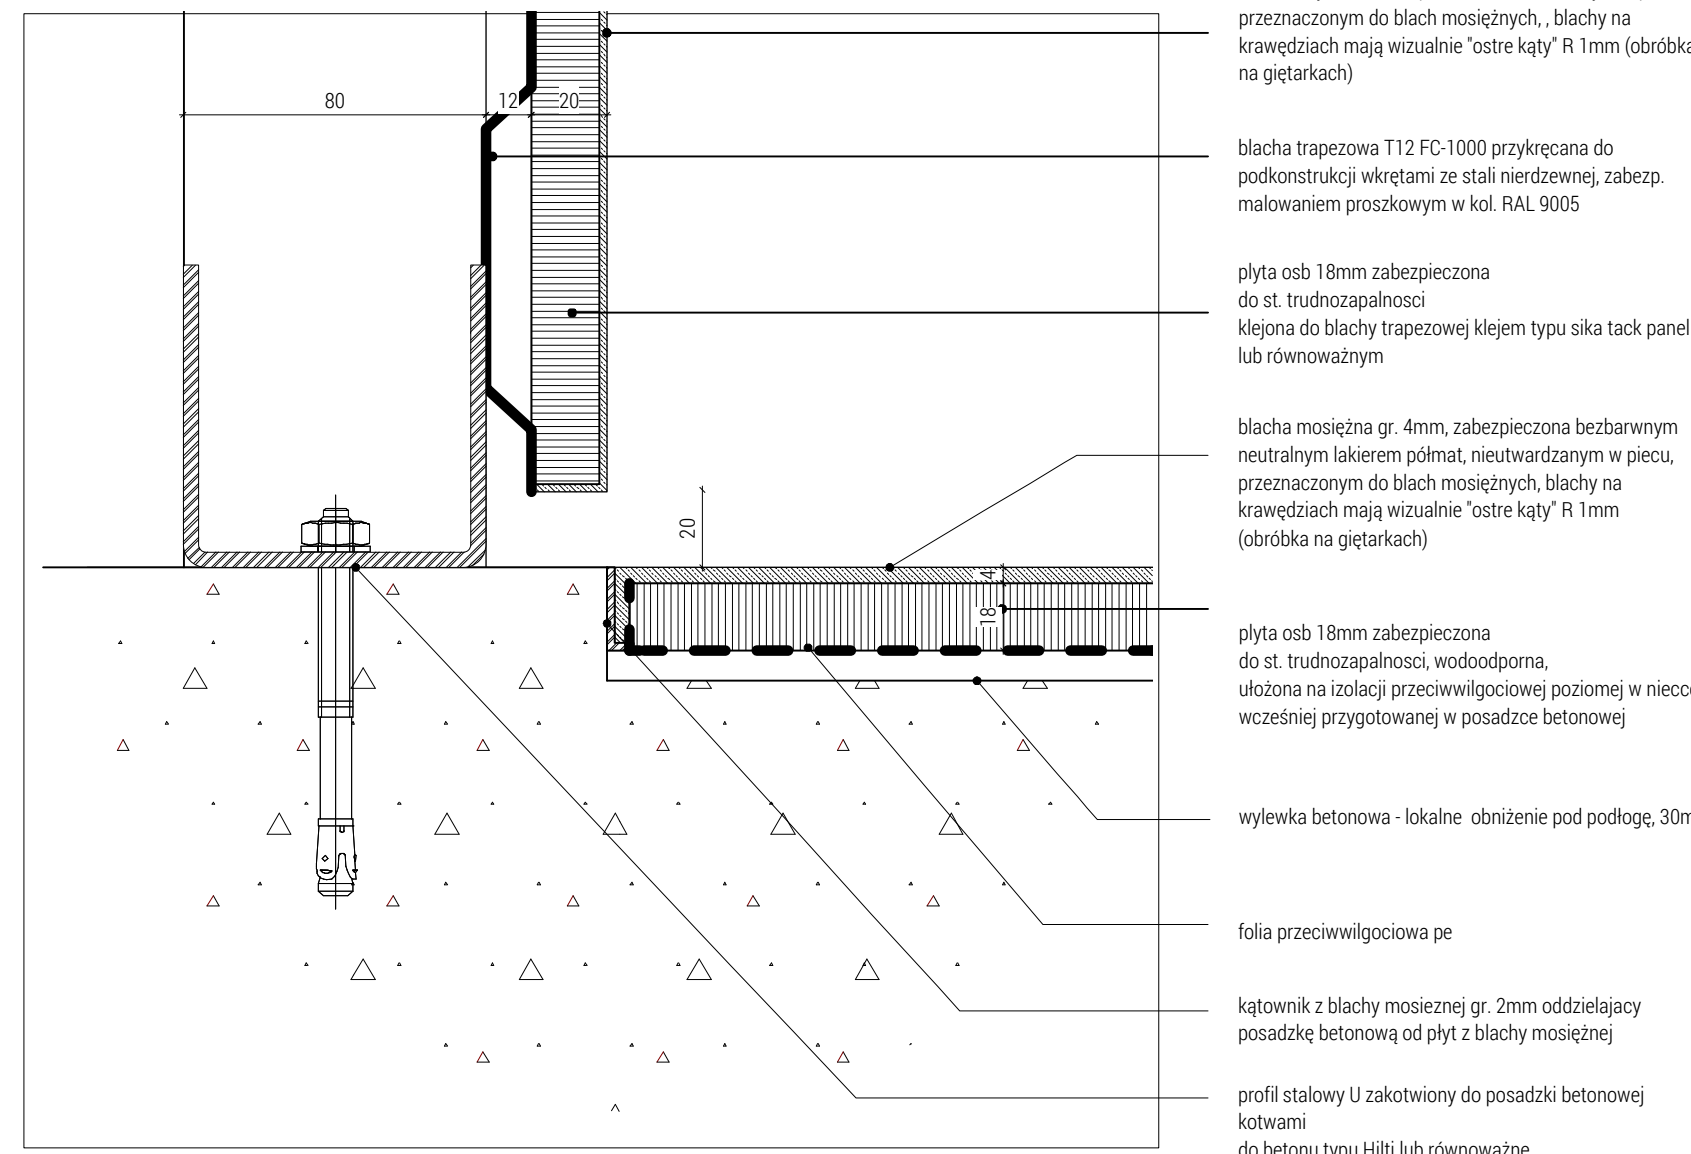 przeznaczonym do blach mosiężnych, , blachy na
krawędziach mają wizualnie "ostre kąty" R 1mm (obróbka
na giętarkach)
80
12
20
blacha trapezowa T12 FC-1000 przykręcana do
podkonstrukcji wkrętami ze stali nierdzewnej, zabezp.
malowaniem proszkowym w kol. RAL 9005
plyta osb 18mm zabezpieczona
do st. trudnozapalnosci
klejona do blachy trapezowej klejem typu sika tack panel
lub równoważnym
blacha mosiężna gr. 4mm, zabezpieczona bezbarwnym
neutralnym lakierem półmat, nieutwardzanym w piecu,
przeznaczonym do blach mosiężnych, blachy na
krawędziach mają wizualnie "ostre kąty" R 1mm
(obróbka na giętarkach)
20
4
18
plyta osb 18mm zabezpieczona
do st. trudnozapalnosci, wodoodporna,
ułożona na izolacji przeciwwilgociowej poziomej w niecce
wcześniej przygotowanej w posadzce betonowej
wylewka betonowa - lokalne obniżenie pod podłogę,
folia przeciwwilgociowa pe
kątownik z blachy mosieznej gr. 2mm oddzielajacy
posadzkę betonową od płyt z blachy mosiężnej
profil stalowy U zakotwiony do posadzki betonowej
kotwami
do betonu typu Hilti lub równoważne